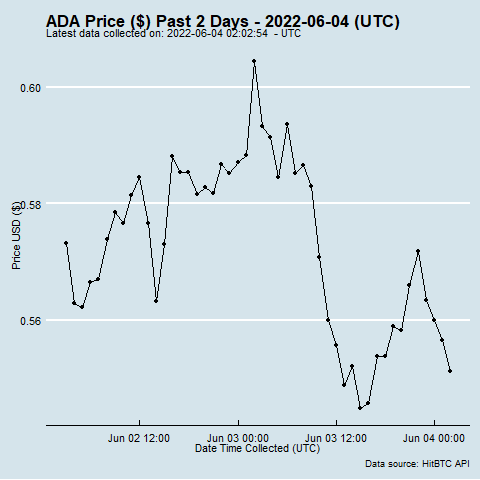 ADA Price ($) Past 2 Days - 2022-06-04 (UTC)
Latest data collected on: 2022-06-04 02:02:54 - UTC
0.60
0.58
0.56
Price USD ($)
Jun 02 12:00
Jun 03 00:00
Jun 03 12:00
Jun 04 00:00
Date Time Collected (UTC)
Data source: HitBTC API